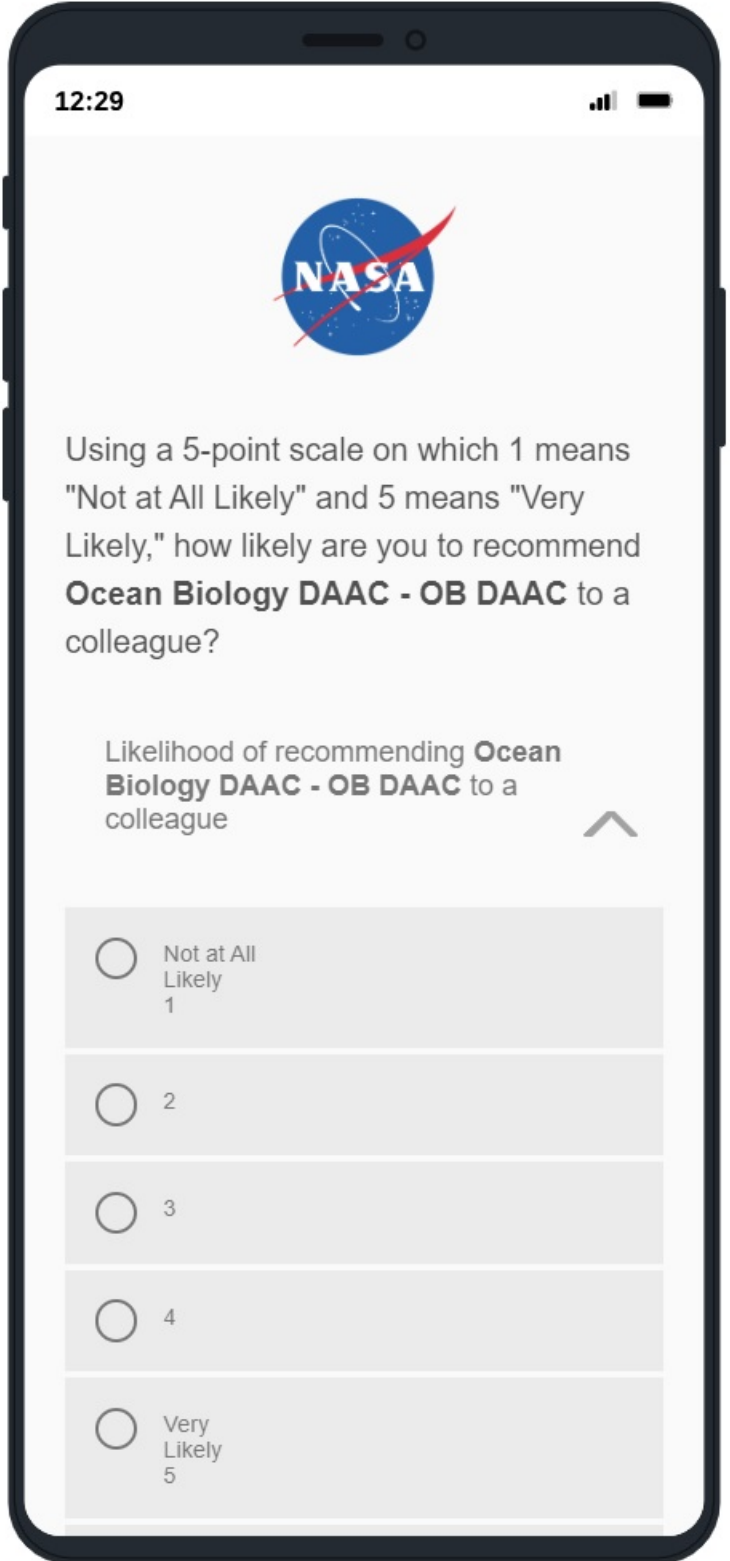 12:29
NASA
Using a 5-point scale on which 1 means
"Not at All Likely" and 5 means "Very
Likely," how likely are you to recommend
Ocean Biology DAAC - OB DAAC to a
colleague?
Likelihood of recommending Ocean
Biology DAAC - OB DAAC to a
colleague
Not at All
Likely
1
2
3
4
Very
Likely
5